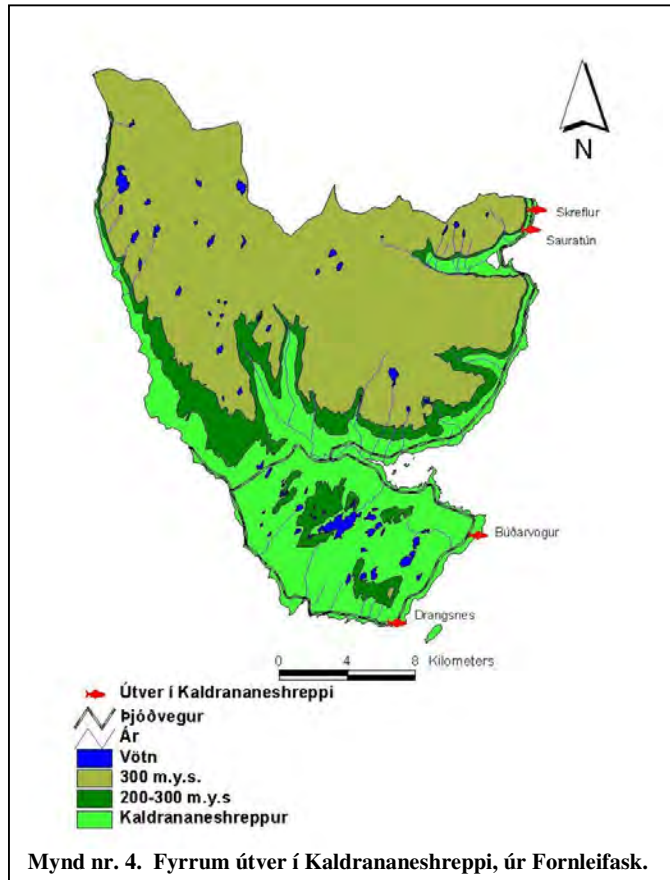 N
Skreflur
Sauratún
Búðarvogur
Drangsnes
0 4 8 Kilometers
Útver í Kaldrananeshreppi
Þjóðvegur
Ár
Vötn
300 m.y.s.
200-300 m.y.s
Kaldrananeshreppur
Mynd nr. 4. Fyrrum útver í Kaldrananeshreppi, úr Fornleifask.